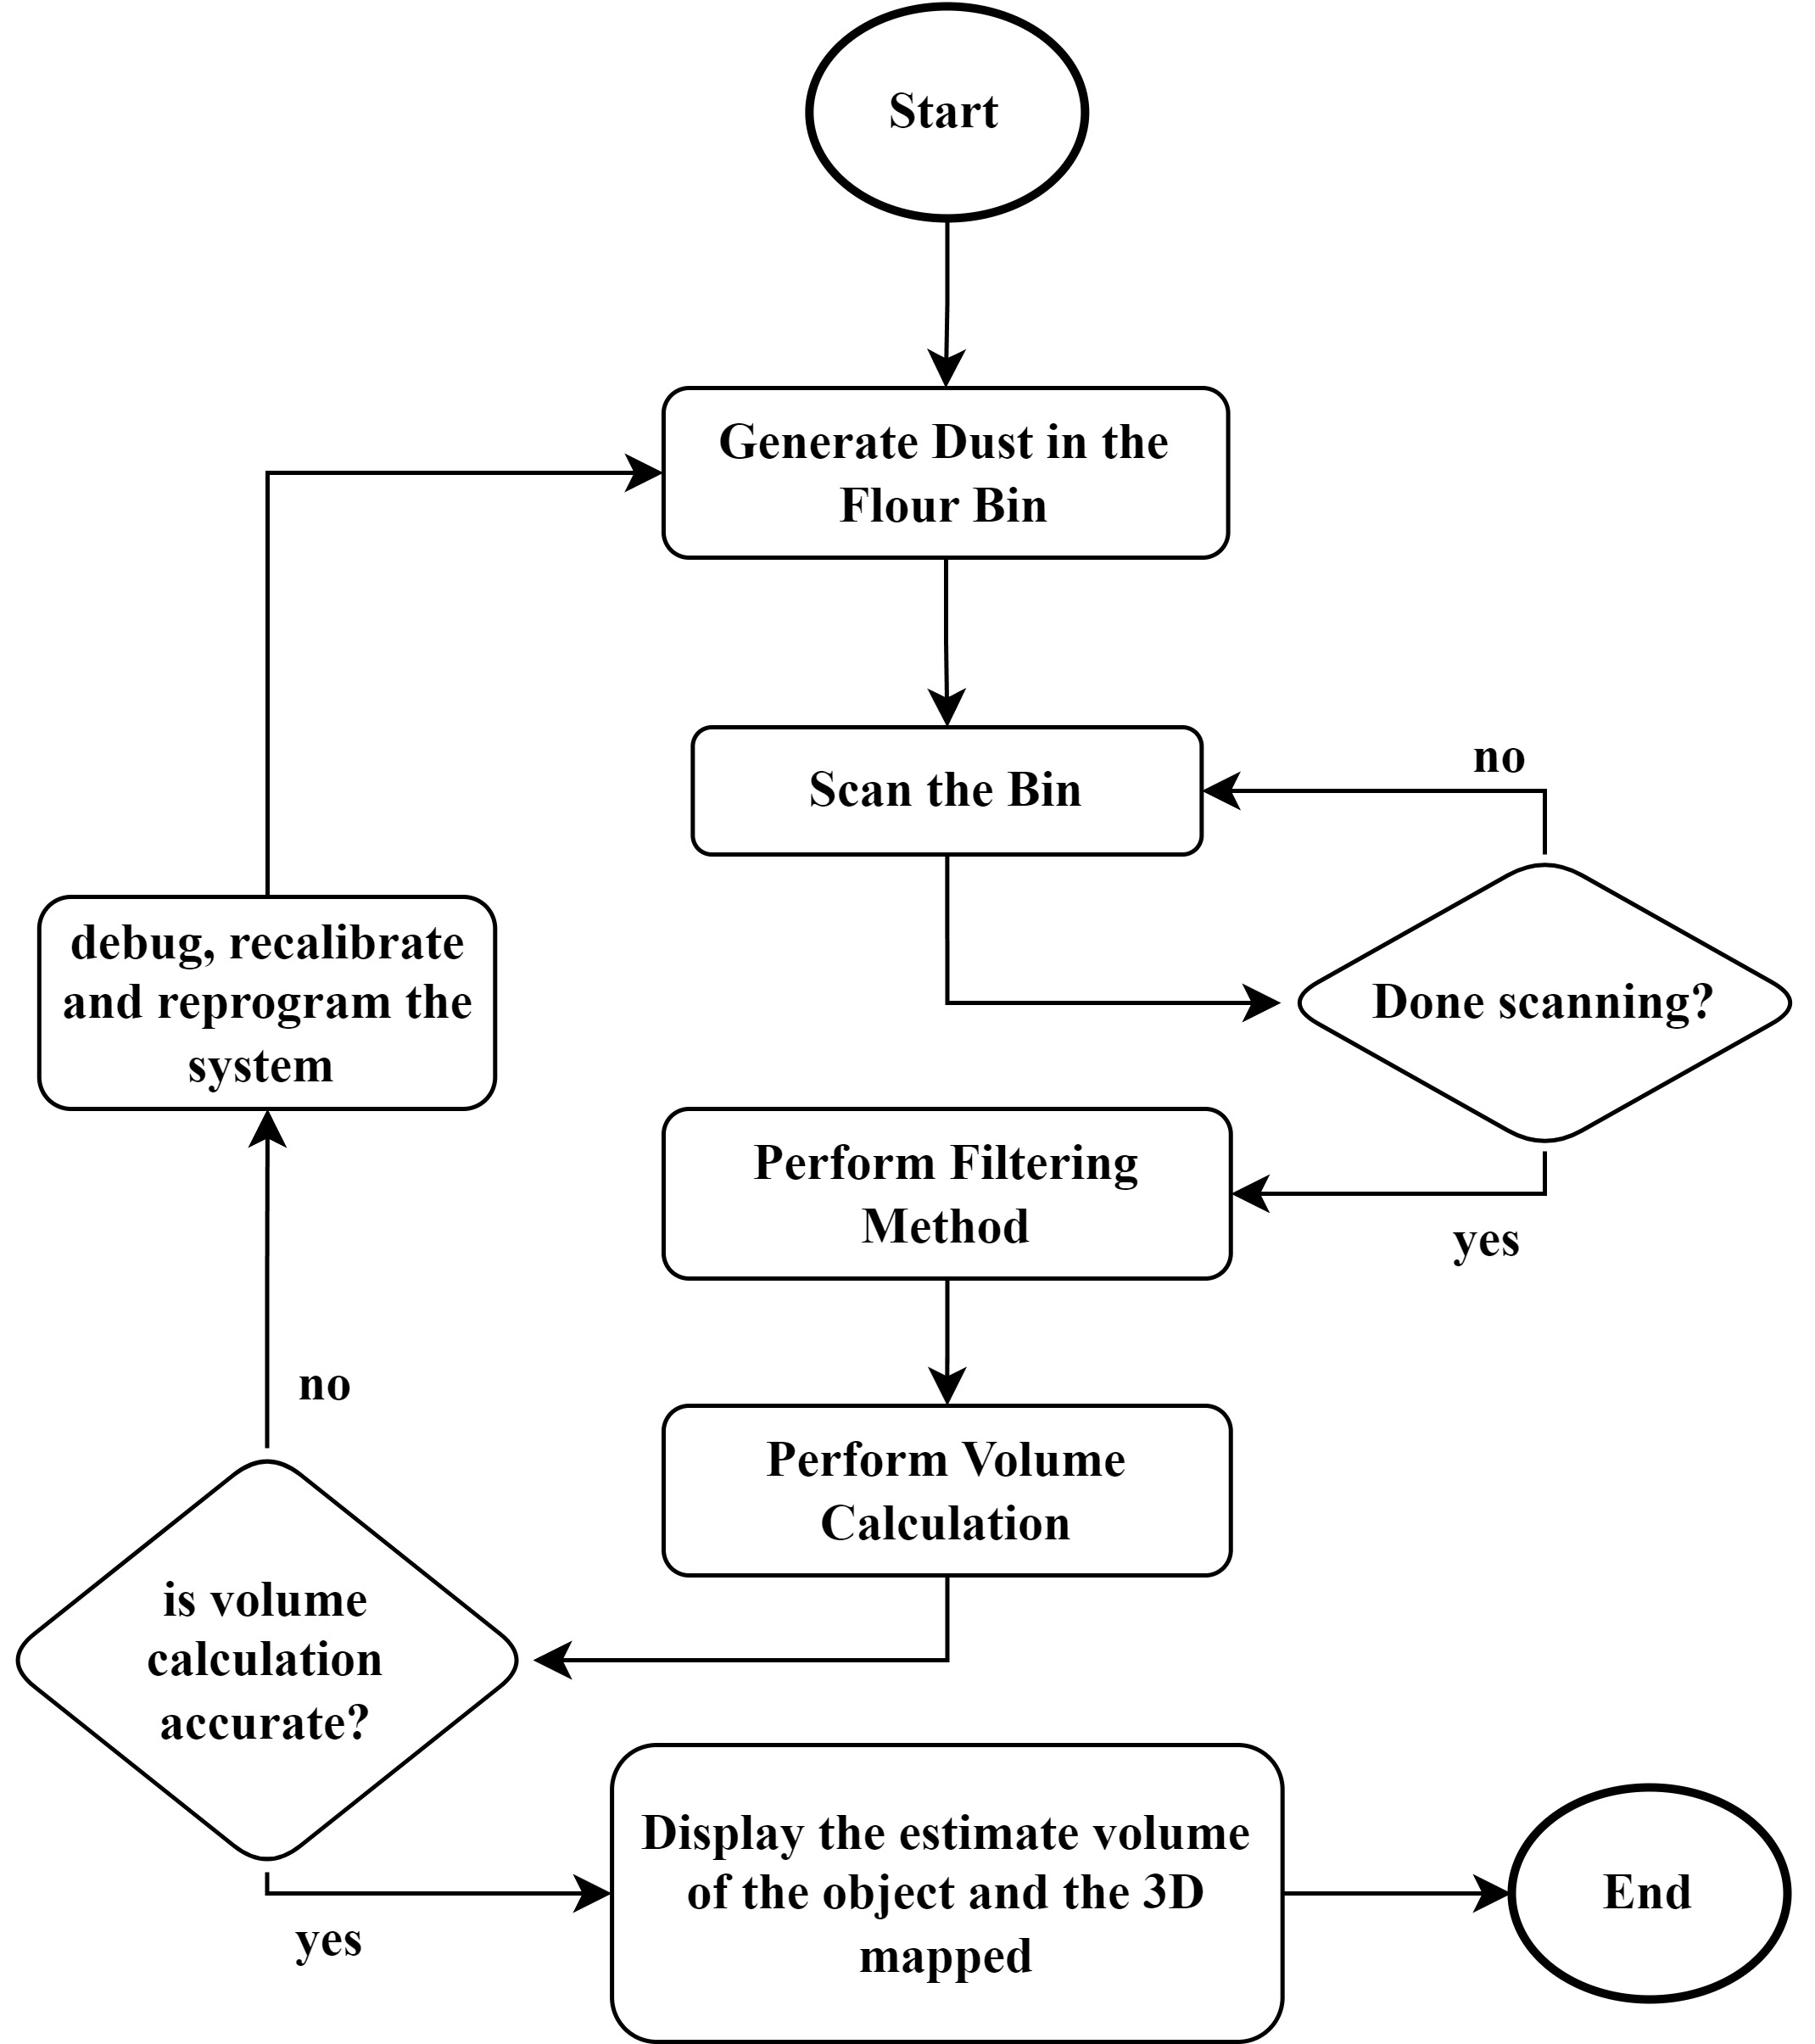 Start
Generate Dust in the
Flour Bin
Scan the Bin
no
Done scanning?
debug, recalibrate
and reprogram the
system
Perform Filtering
Method
yes
Perform Volume
Calculation
no
is volume
calculation
accurate?
yes
Display the estimate volume
of the object and the 3D
mapped
End